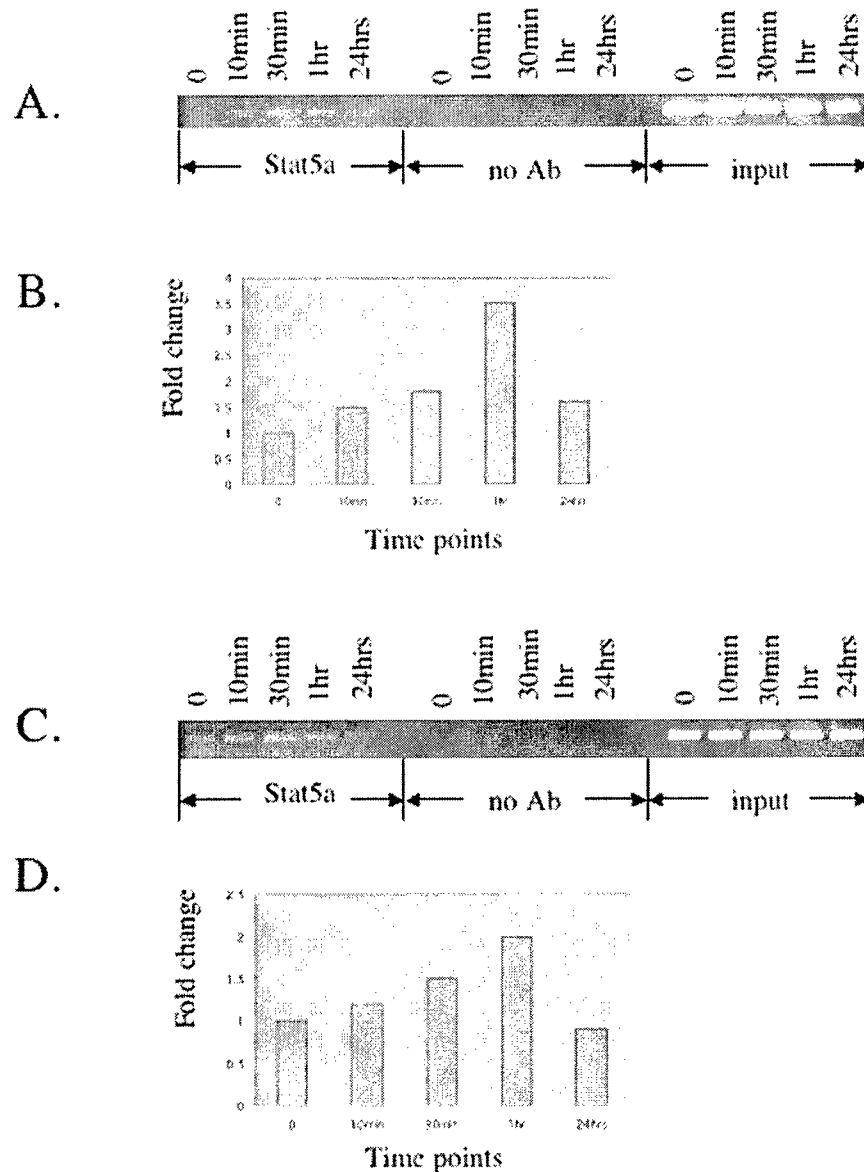 0 10min 30min 1hr 24hrs 0 10min 30min 1hr 24hrs 0 10min 30min 1hr 24hrs
A.
Stat5a no Ab input
B.
Fold change
4
3.5
3
2.5
2
1.5
1
0.5
0
0 10min 30min 1hr 24hrs
Time points
0 10min 30min 1hr 24hrs 0 10min 30min 1hr 24hrs 0 10min 30min 1hr 24hrs
C.
Stat5a no Ab input
D.
Fold change
2.5
2
1.5
1
0.5
0
0 10min 30min 1hr 24hrs
Time points